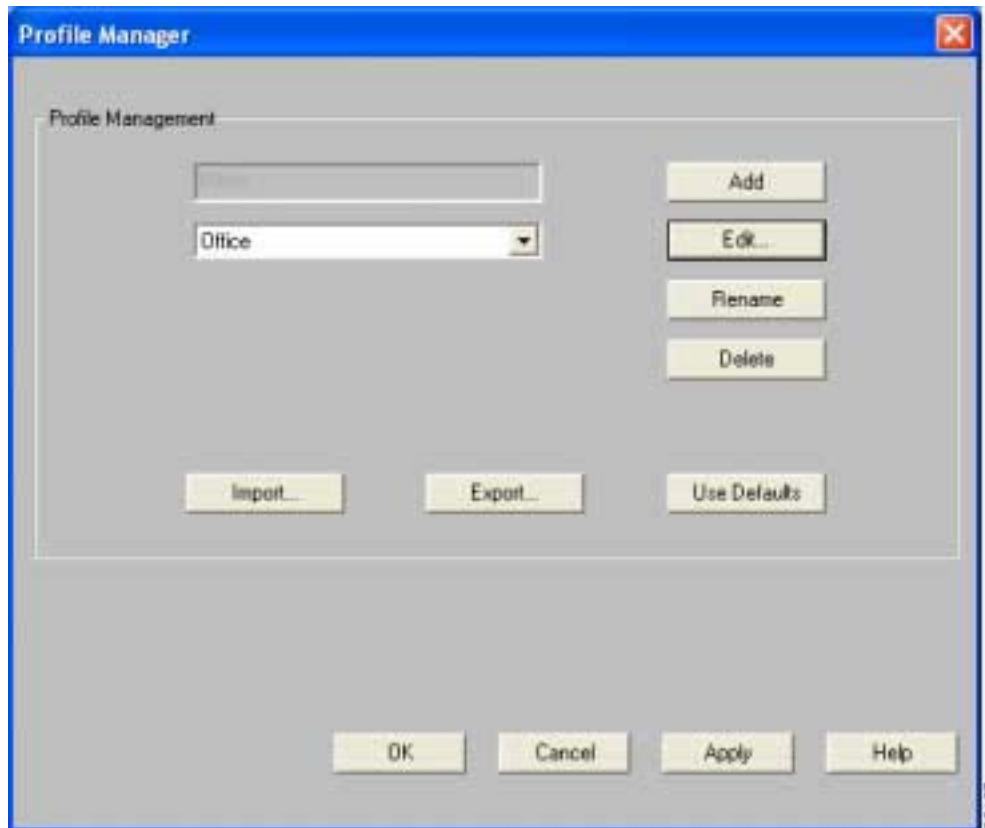 Profile Manager
Profile Management
Add
Office
Edit...
Rename
Delete
Import...
Export...
Use Defaults
OK
Cancel
Apply
Help